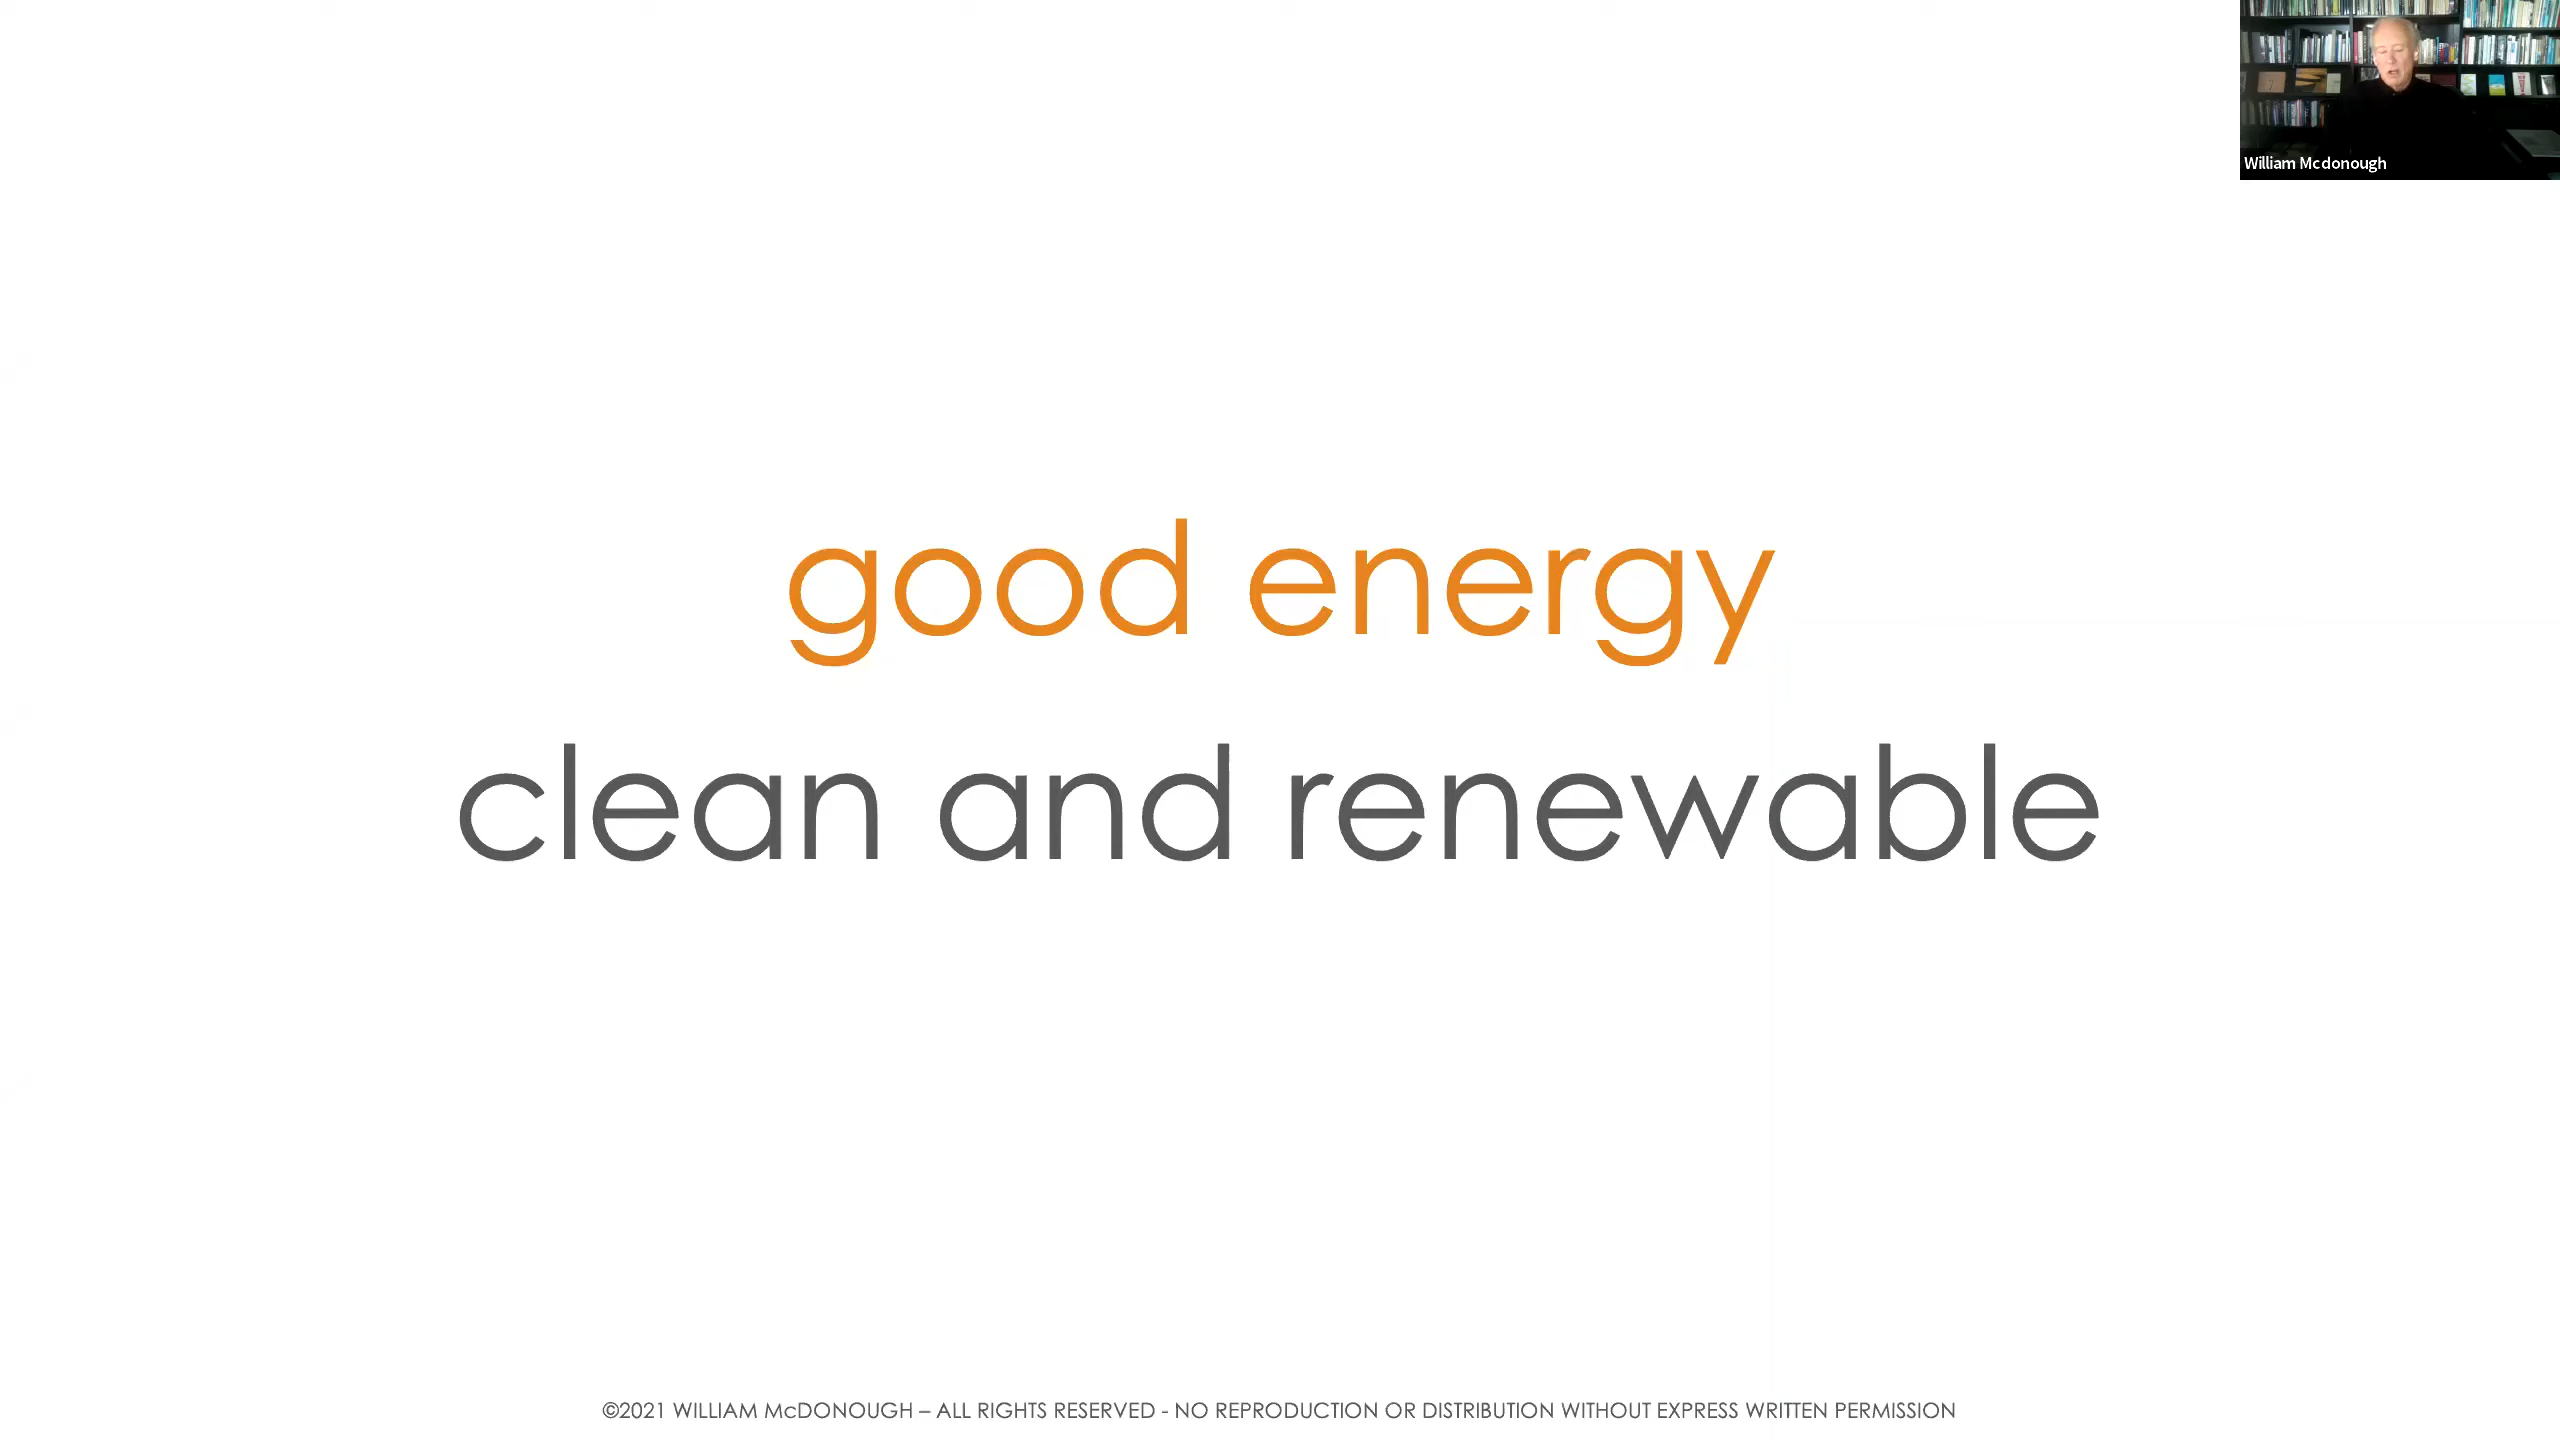 William Mcdonough
good energy
clean and renewable
©2021 WILLIAM McDONOUGH – ALL RIGHTS RESERVED - NO REPRODUCTION OR DISTRIBUTION WITHOUT EXPRESS WRITTEN PERMISSION